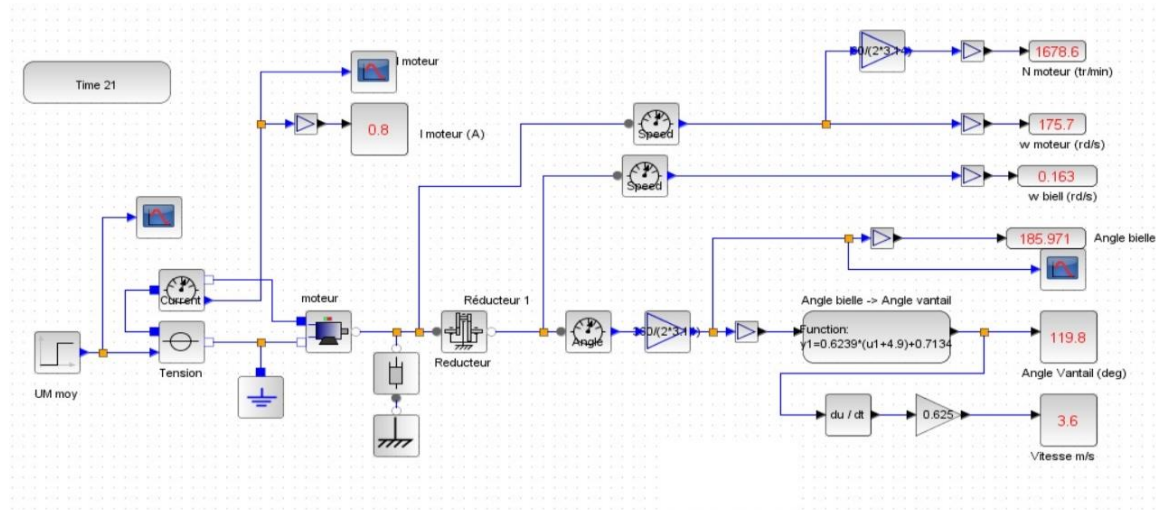 Time 21
I moteur
0.8
I moteur (A)
1678.6
N moteur (tr/min)
Speed
175.7
w moteur (rd/s)
Speed
0.163
w biell (rd/s)
185.971
Angle bielle
Current
moteur
Réducteur 1
Angle bielle -> Angle vantail
UM moy
Tension
Reducteur
Angle
Function:
y1=0.6239*(u1+4.9)+0.7134
119.8
Angle Vantail (deg)
du / dt
0.625
3.6
Vitesse m/s